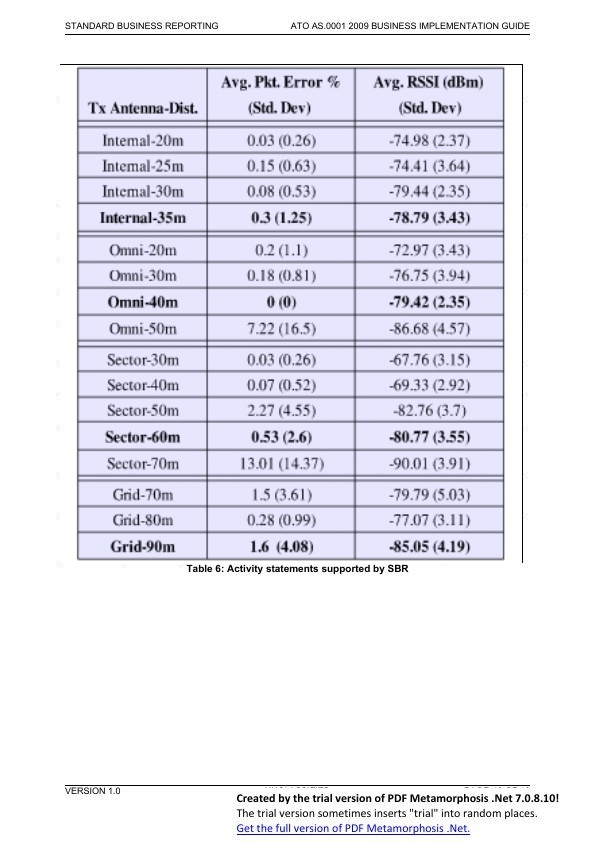 STANDARD BUSINESS REPORTING ATO AS.0001 2009 BUSINESS IMPLEMENTATION GUIDE
Tx Antenna-Dist. Avg. Pkt. Error % (Std. Dev) Avg. RSSI (dBm) (Std. Dev)
Internal-20m 0.03 (0.26) -74.98 (2.37)
Internal-25m 0.15 (0.63) -74.41 (3.64)
Internal-30m 0.08 (0.53) -79.44 (2.35)
Internal-35m 0.3 (1.25) -78.79 (3.43)
Omni-20m 0.2 (1.1) -72.97 (3.43)
Omni-30m 0.18 (0.81) -76.75 (3.94)
Omni-40m 0 (0) -79.42 (2.35)
Omni-50m 7.22 (16.5) -86.68 (4.57)
Sector-30m 0.03 (0.26) -67.76 (3.15)
Sector-40m 0.07 (0.52) -69.33 (2.92)
Sector-50m 2.27 (4.55) -82.76 (3.7)
Sector-60m 0.53 (2.6) -80.77 (3.55)
Sector-70m 13.01 (14.37) -90.01 (3.91)
Grid-70m 1.5 (3.61) -79.79 (5.03)
Grid-80m 0.28 (0.99) -77.07 (3.11)
Grid-90m 1.6 (4.08) -85.05 (4.19)
Table 6: Activity statements supported by SBR
VERSION 1.0
Created by the trial version of PDF Metamorphosis .Net 7.0.8.10!
The trial version sometimes inserts "trial" into random places.
Get the full version of PDF Metamorphosis .Net.